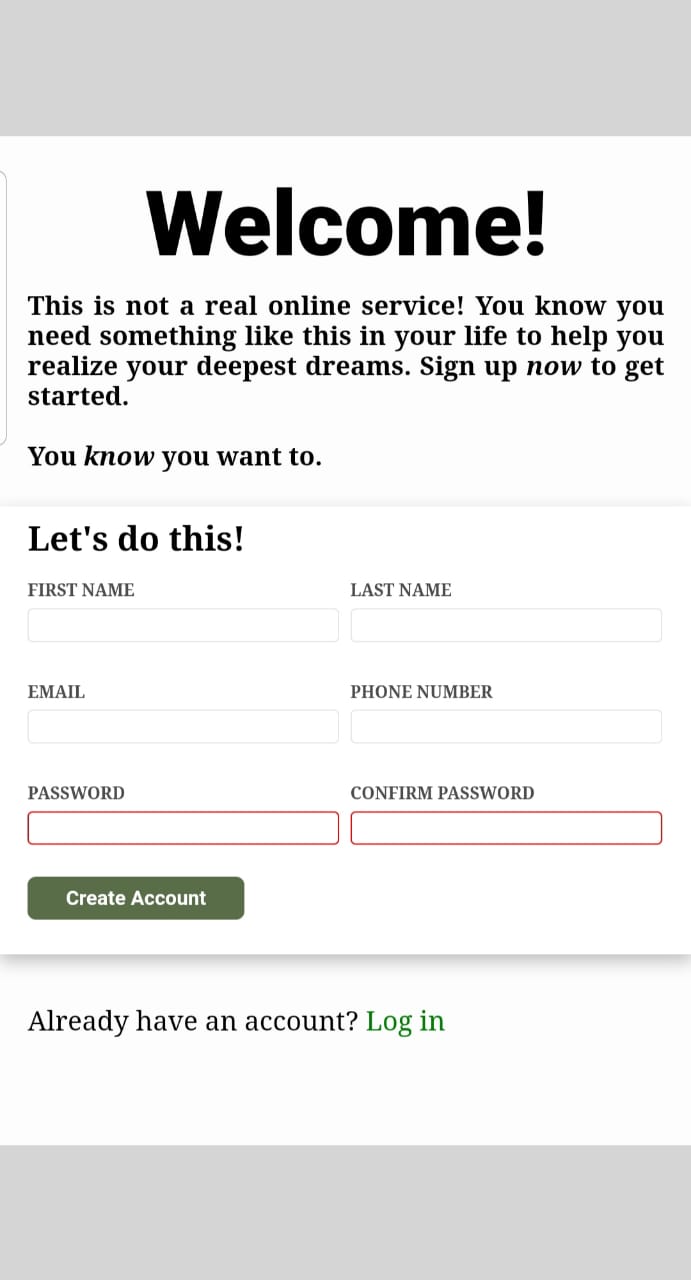 Welcome!
This is not a real online service! You know you
need something like this in your life to help you
realize your deepest dreams. Sign up now to get
started.
You know you want to.
Let's do this!
FIRST NAME
LAST NAME
EMAIL
PHONE NUMBER
PASSWORD
CONFIRM PASSWORD
Create Account
Already have an account? Log in